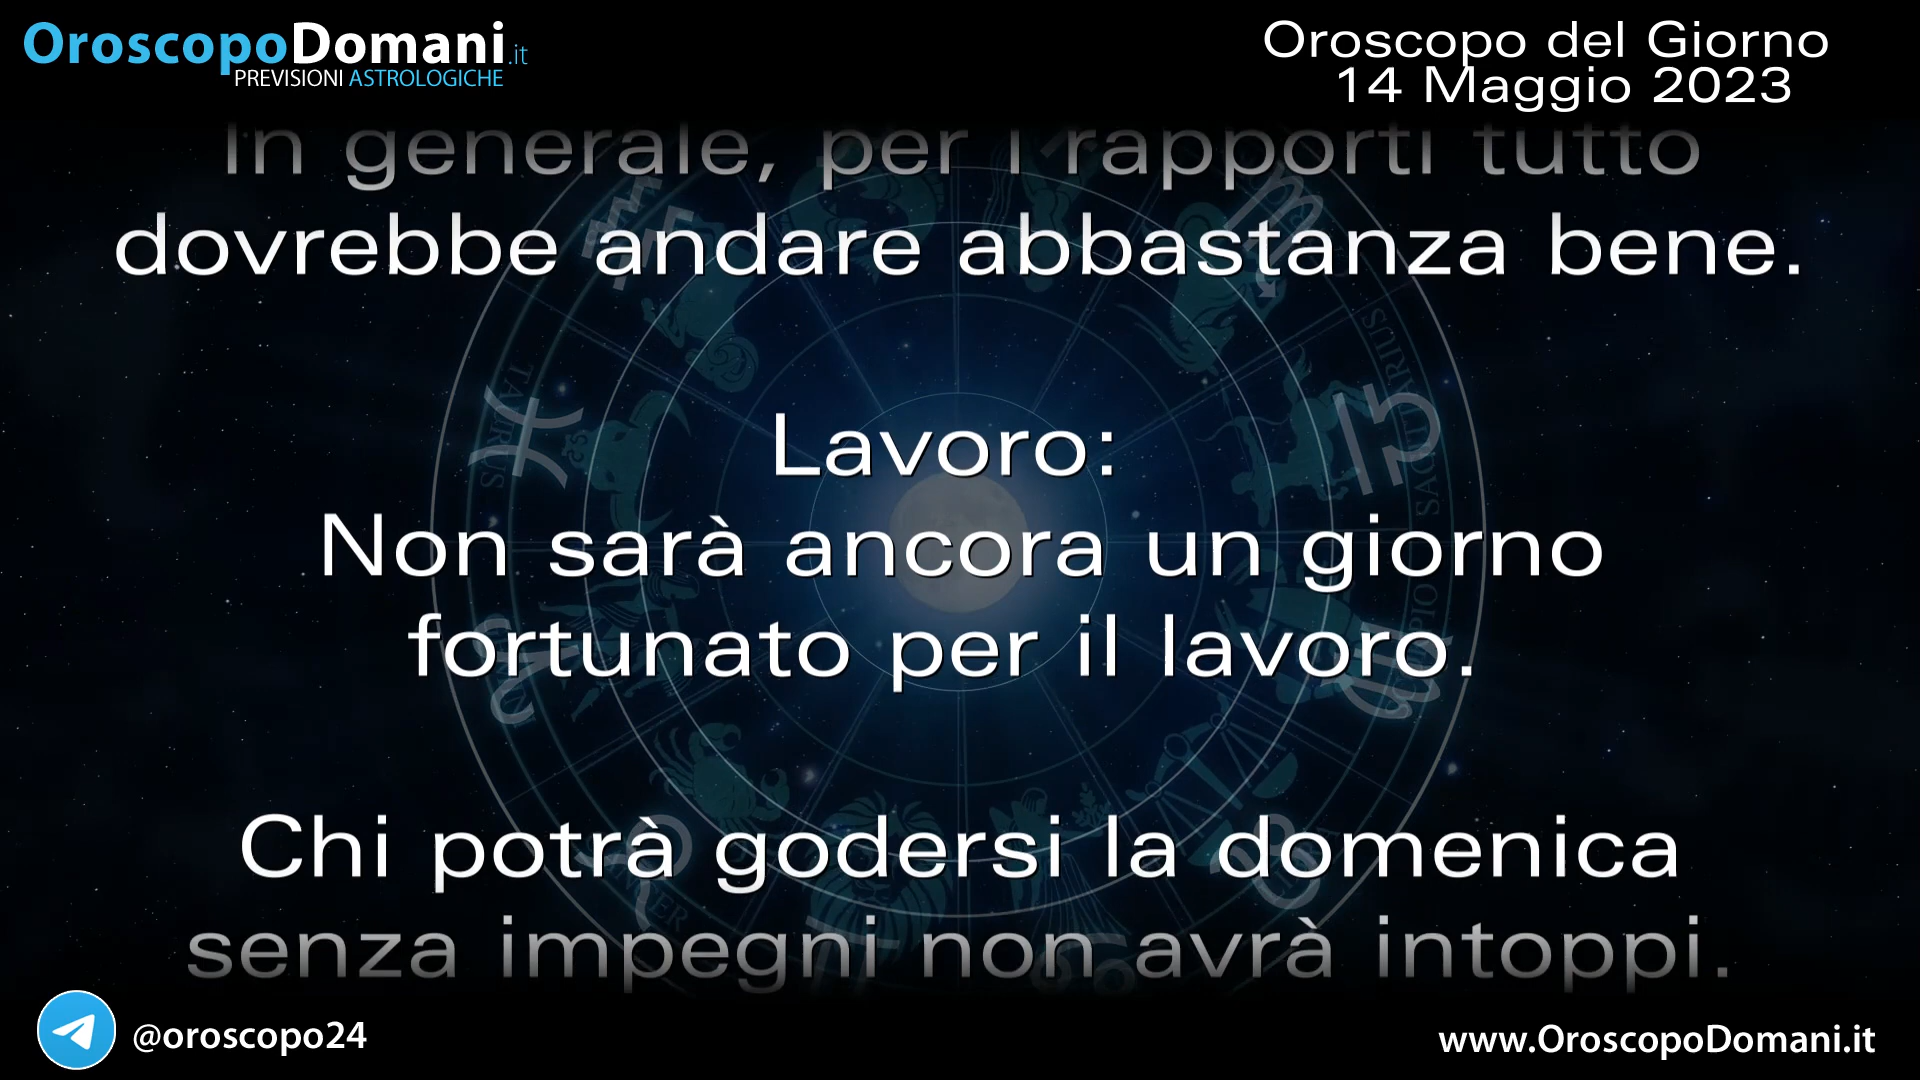 OroscopoDomani.it
PREVISIONI ASTROLOGICHE
Oroscopo del Giorno
14 Maggio 2023
In generale, per i rapporti tutto
dovrebbe andare abbastanza bene.
Lavoro:
Non sarà ancora un giorno
fortunato per il lavoro.
Chi potrà godersi la domenica
senza impegni non avrà intoppi.
TAURUS
SAGITTARIUS
@oroscopo24
www.OroscopoDomani.it